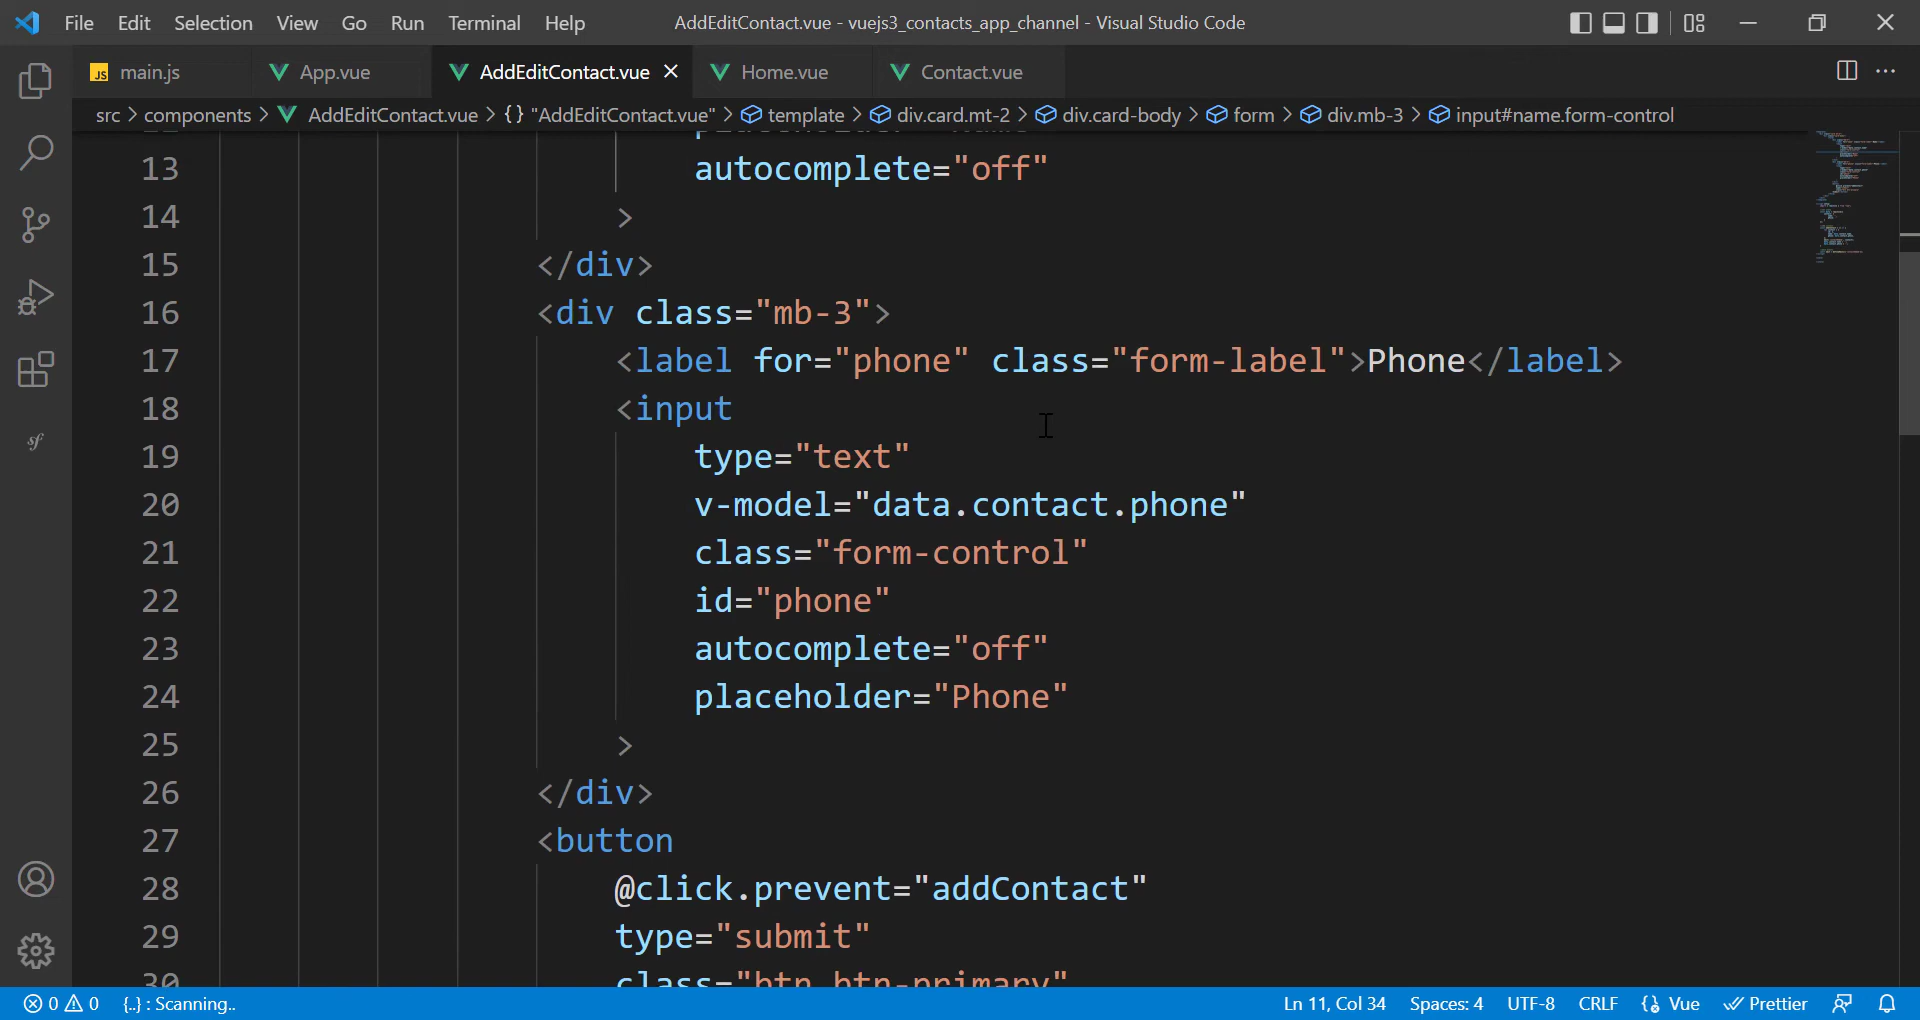 File Edit Selection View Go Run Terminal Help AddEditContact.vue - vuejs3_contacts_app_channel - Visual Studio Code
JS main.js App.vue AddEditContact.vue Home.vue Contact.vue
src > components > AddEditContact.vue > {} "AddEditContact.vue" > template > div.card.mt-2 > div.card-body > form > div.mb-3 > input#name.form-control
13 autocomplete="off"
14 >
15 </div>
16 <div class="mb-3">
17 <label for="phone" class="form-label">Phone</label>
18 <input
19 type="text"
20 v-model="data.contact.phone"
21 class="form-control"
22 id="phone"
23 autocomplete="off"
24 placeholder="Phone"
25 >
26 </div>
27 <button
28 @click.prevent="addContact"
29 type="submit"
30 class="btn btn-primary"
0 0 {..} : Scanning.. Ln 11, Col 34 Spaces: 4 UTF-8 CRLF Vue Prettier